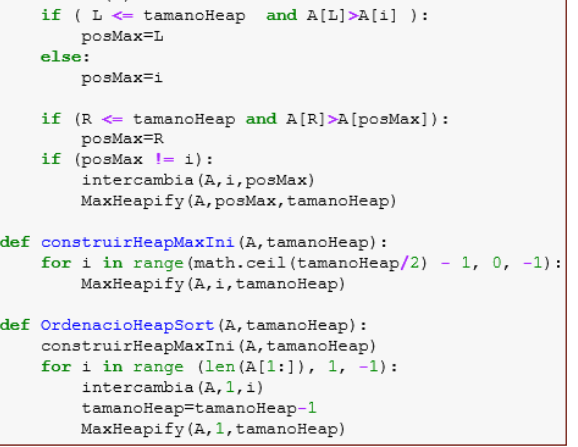 if ( L <= tamanoHeap  and A[L]>A[i] ):
posMax=L
else:
posMax=i
if (R <= tamanoHeap and A[R]>A[posMax]):
posMax=R
if (posMax != i):
intercambia(A,i,posMax)
MaxHeapify(A,posMax,tamanoHeap)
def construirHeapMaxIni(A,tamanoHeap):
for i in range(math.ceil(tamanoHeap/2) - 1, 0, -1):
MaxHeapify(A,i,tamanoHeap)
def OrdenacioHeapSort(A,tamanoHeap):
construirHeapMaxIni(A,tamanoHeap)
for i in range (len(A[1:]), 1, -1):
intercambia(A,1,i)
tamanoHeap=tamanoHeap-1
MaxHeapify(A,1,tamanoHeap)